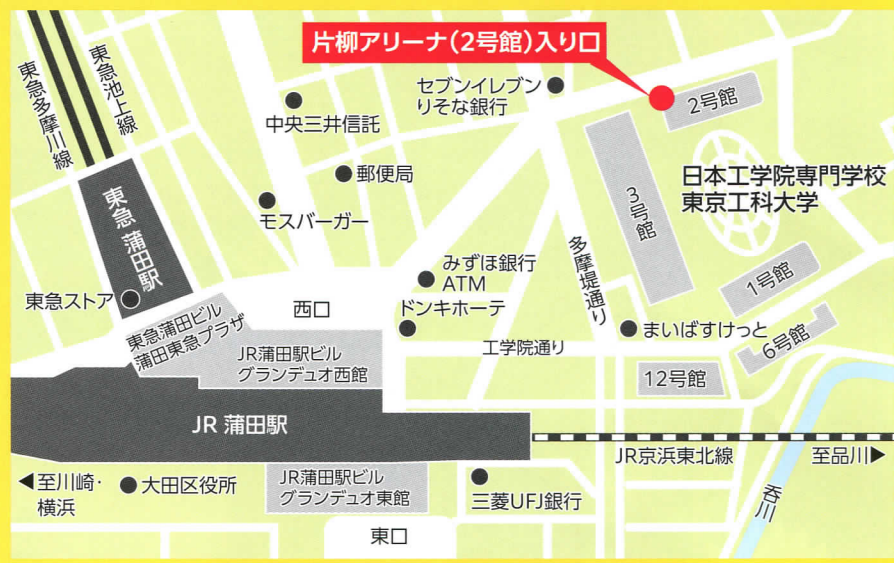 片柳アリーナ(2号館)入り口
東急多摩川線
東急池上線
セブンイレブン
りそな銀行
2号館
中央三井信託
郵便局
日本工学院専門学校
東京工科大学
3号館
モスバーガー
東急 蒲田駅
多摩堤通り
みずほ銀行
ATM
1号館
東急ストア
西口
ドンキホーテ
東急蒲田ビル
蒲田東急プラザ
まいばすけっと
6号館
工学院通り
JR蒲田駅ビル
グランデュオ西館
12号館
JR 蒲田駅
JR京浜東北線
至品川▶
◀至川崎・
横浜
大田区役所
JR蒲田駅ビル
グランデュオ東館
三菱UFJ銀行
呑川
東口